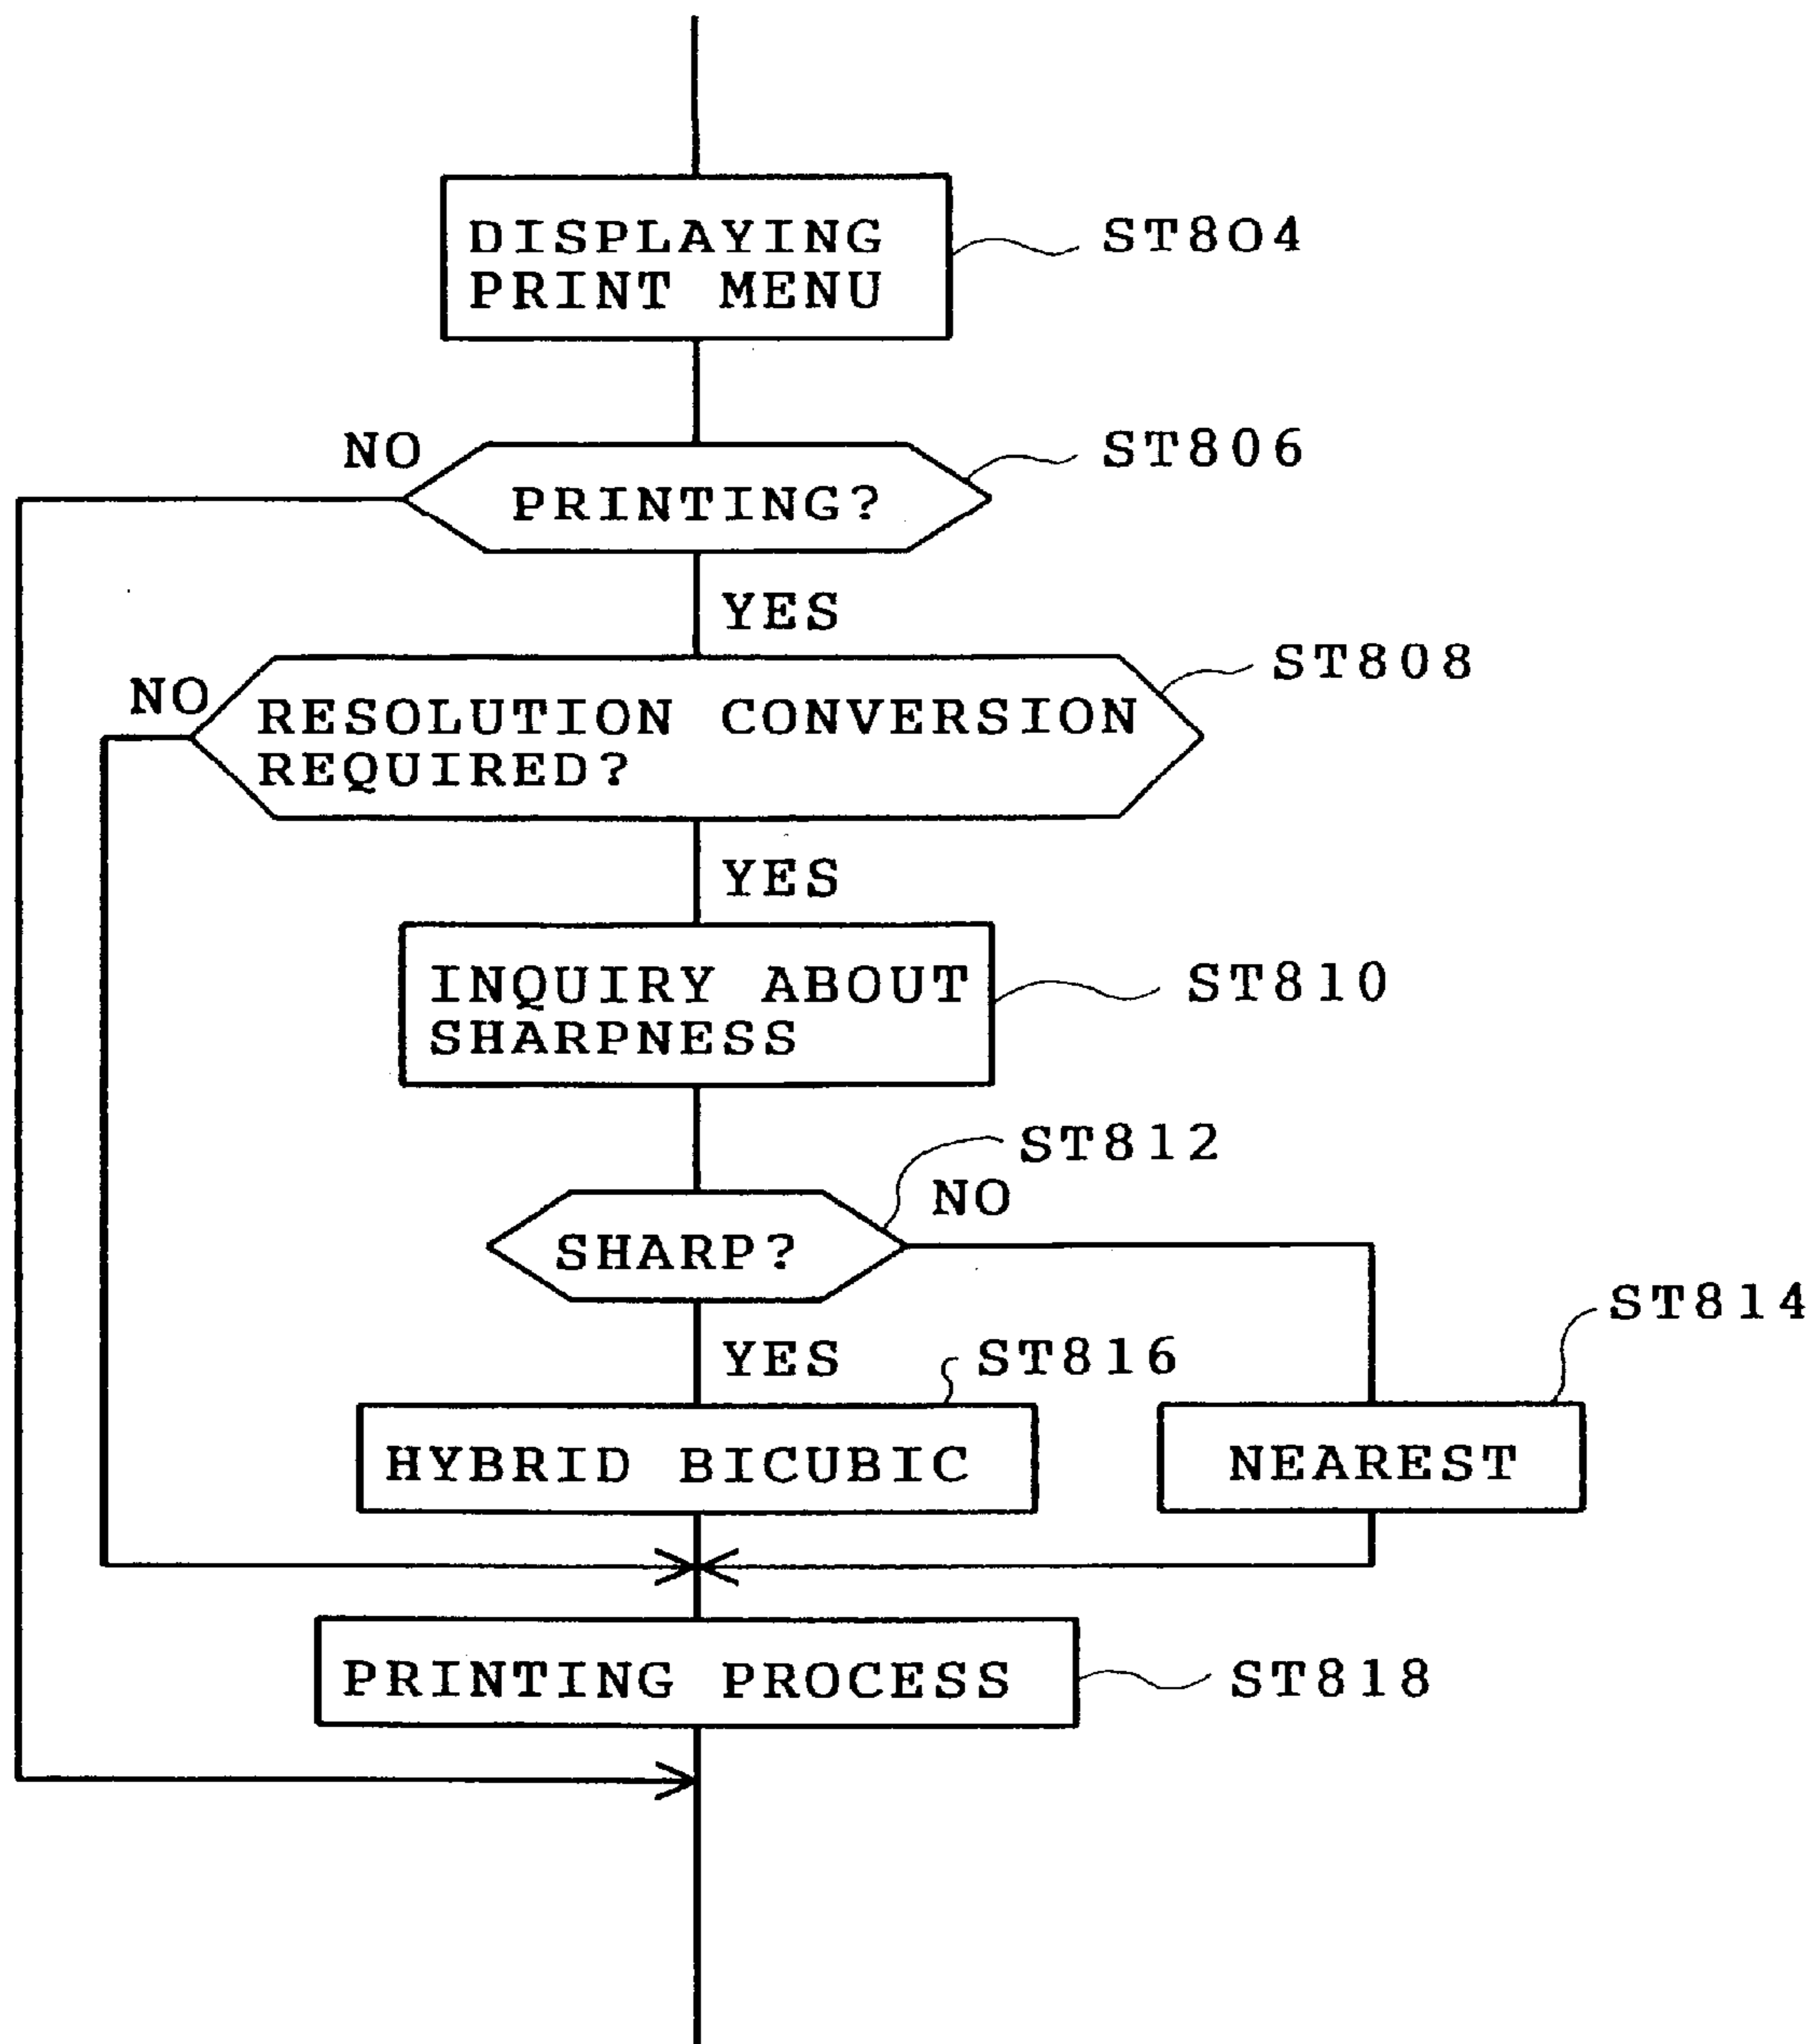 DISPLAYING
PRINT MENU
ST804
NO
PRINTING?
ST806
YES
NO
RESOLUTION CONVERSION
REQUIRED?
ST808
YES
INQUIRY ABOUT
SHARPNESS
ST810
ST812
SHARP?
NO
YES
ST816
ST814
HYBRID BICUBIC
NEAREST
PRINTING PROCESS
ST818